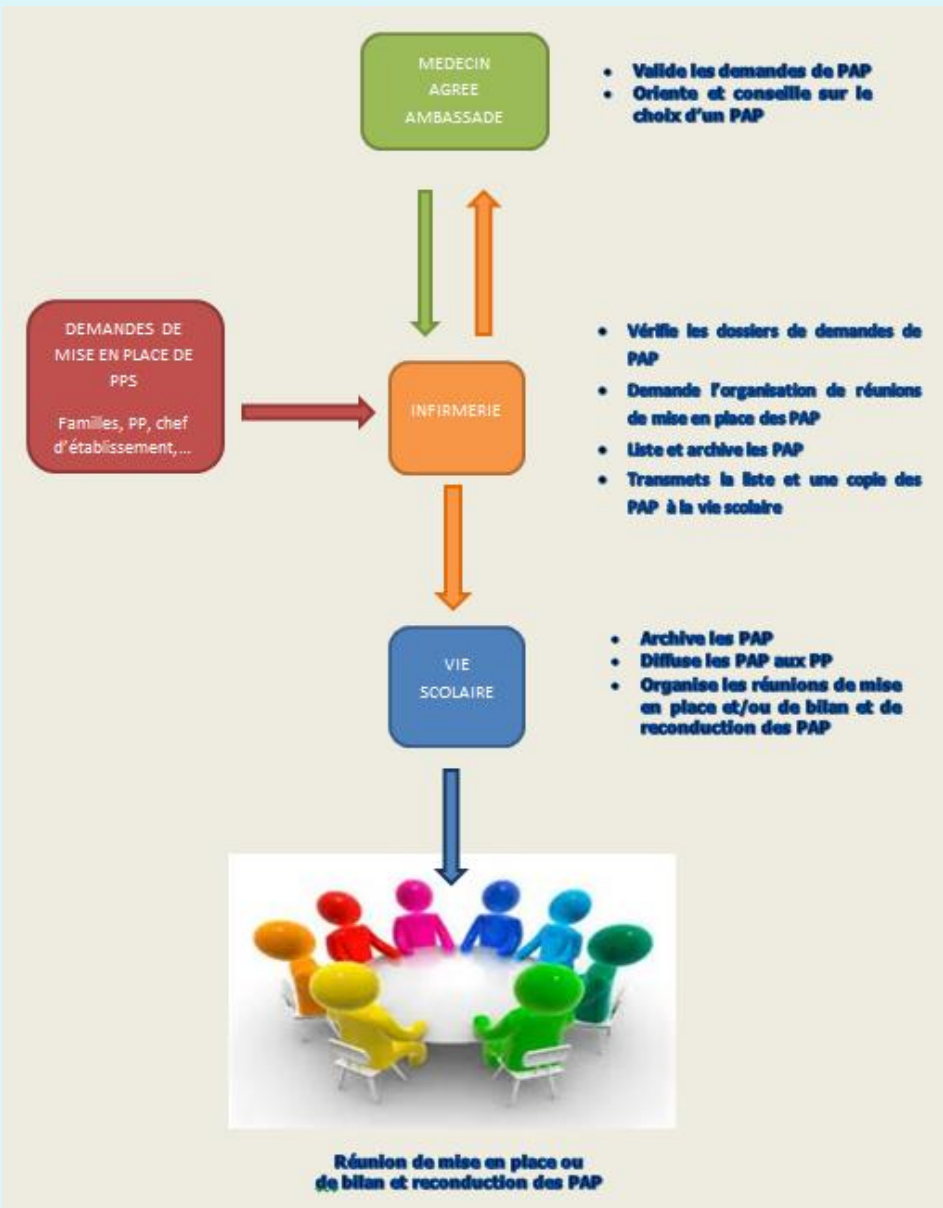 MEDECIN
AGREE
AMBASSADE
• Valide les demandes de PAP
• Oriente et conseille sur le
choix d'un PAP
DEMANDES DE
MISE EN PLACE DE
PPS
Familles, PP, chef
d'établissement,...
INFIRMERIE
• Vérifie les dossiers de demandes de
PAP
• Demande l'organisation de réunions
de mise en place des PAP
• Liste et archive les PAP
• Transmets la liste et une copie des
PAP à la vie scolaire
VIE
SCOLAIRE
• Archive les PAP
• Diffuse les PAP aux PP
• Organise les réunions de mise
en place et/ou de bilan et de
reconduction des PAP
Réunion de mise en place ou
de bilan et reconduction des PAP